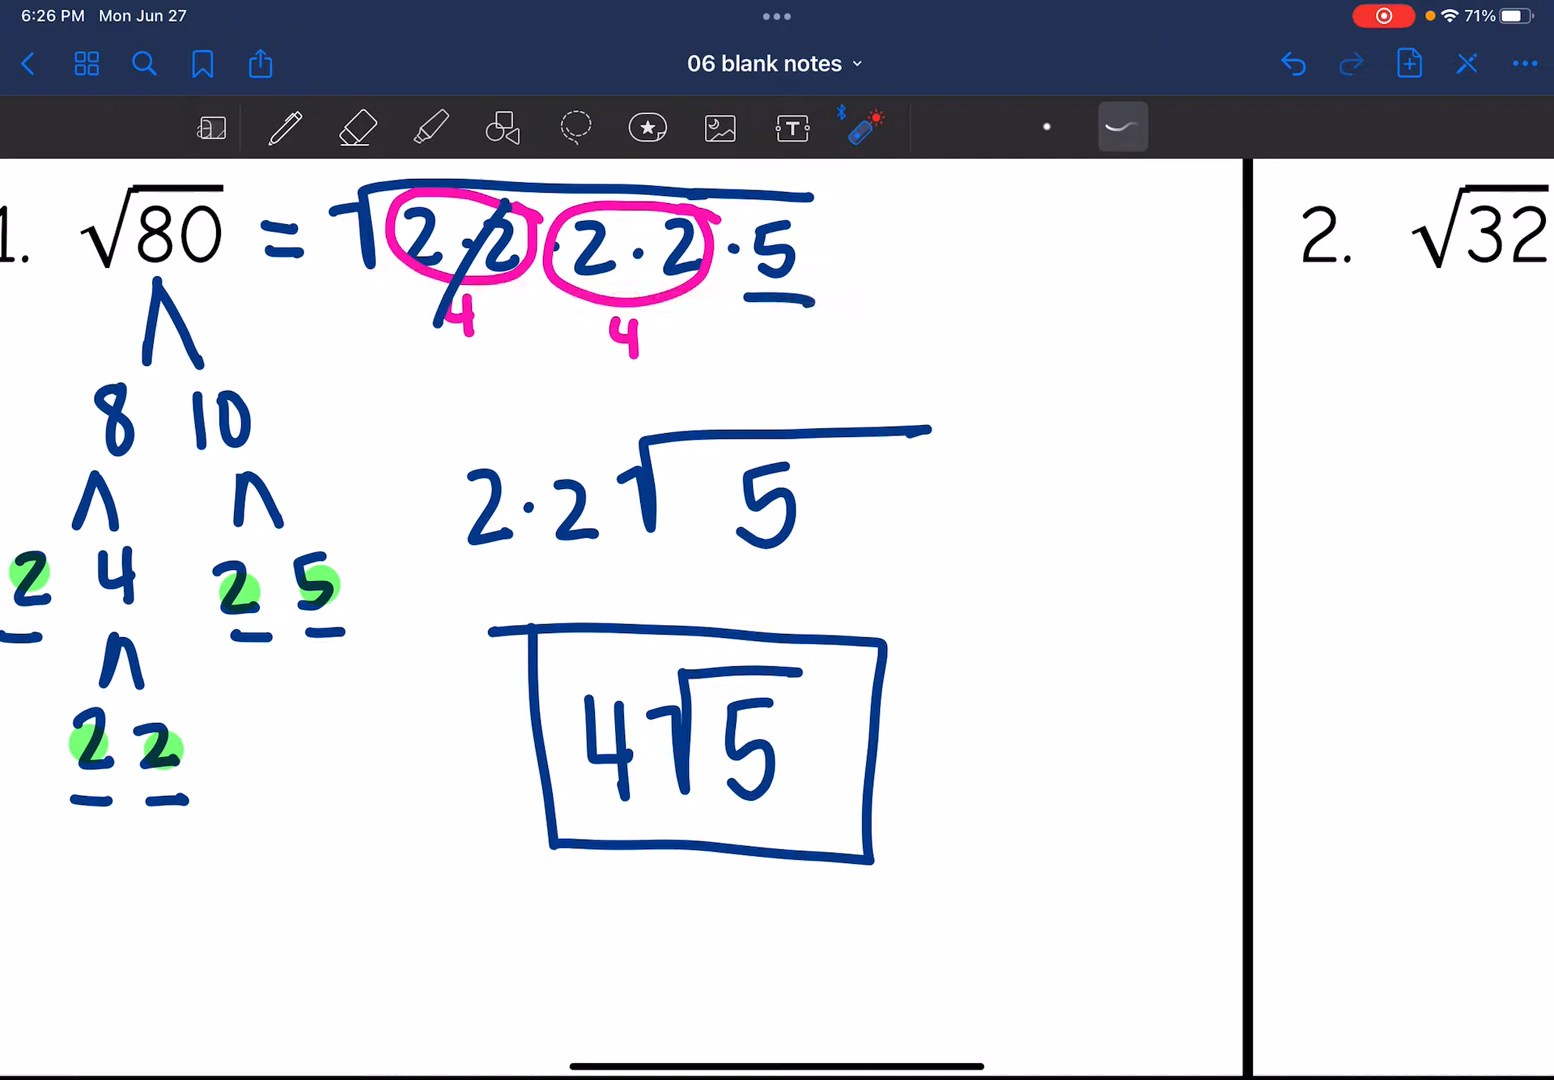 6:26 PM Mon Jun 27
71%
06 blank notes
T
1. √80 = √2·2·2·2·5
4 4
8 10
2·2√5
2 4 2 5
4√5
2 2
2. √32